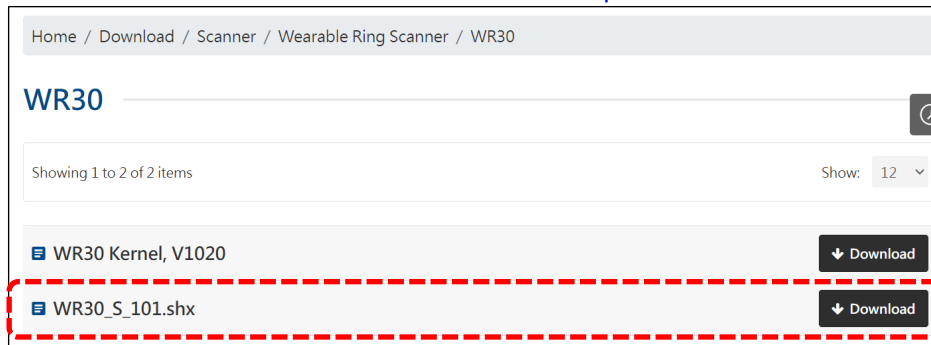 Home / Download / Scanner / Wearable Ring Scanner / WR30
WR30
Showing 1 to 2 of 2 items Show: 12
WR30 Kernel, V1020 Download
WR30_S_101.shx Download